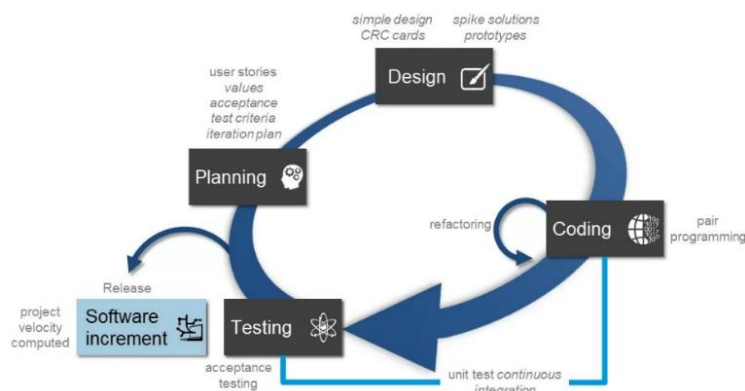 simple design
CRC cards
spike solutions
prototypes
Design
user stories
values
acceptance
test criteria
iteration plan
Planning
refactoring
Coding
pair
programming
Release
project
velocity
computed
Software
increment
Testing
acceptance
testing
unit test continuous
integration